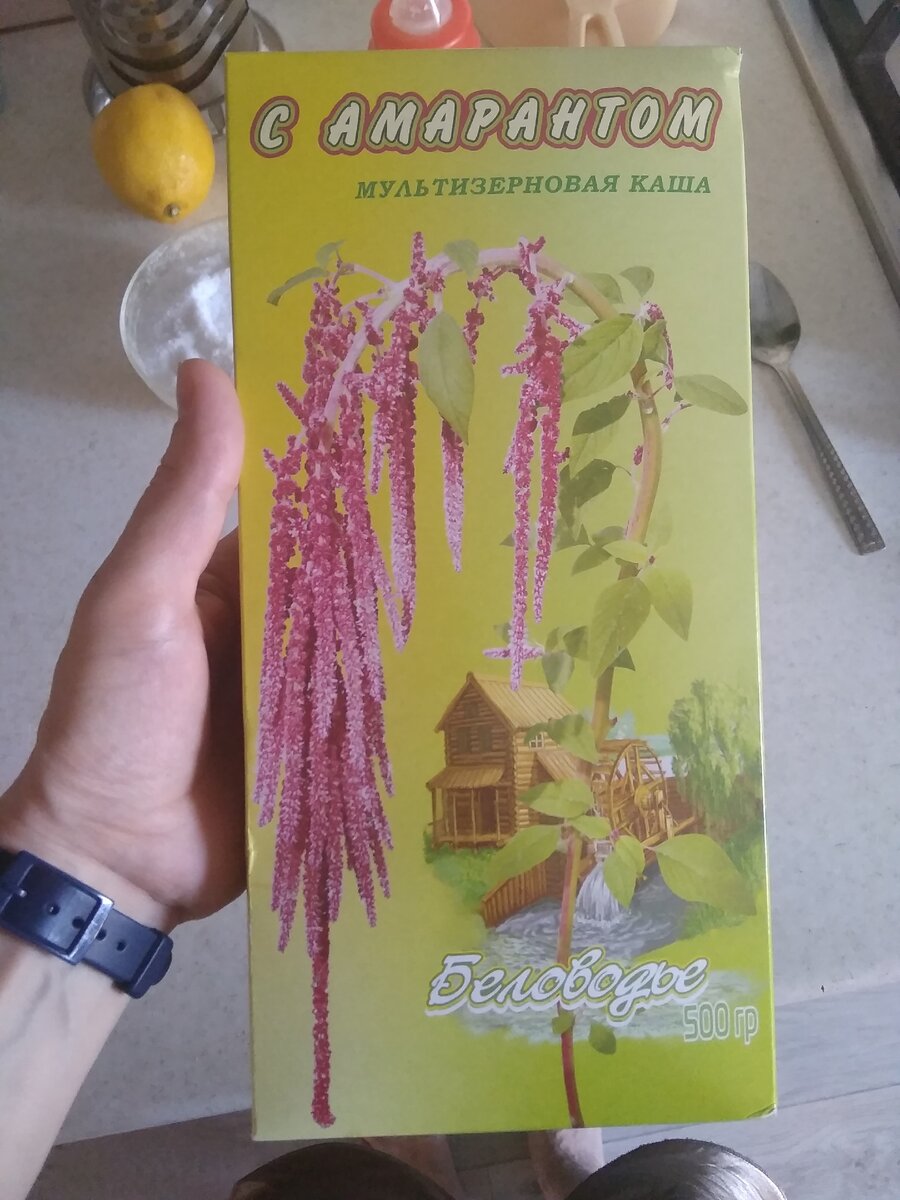 С АМАРАНТОМ
МУЛЬТИЗЕРНОВАЯ КАША
Беловодье
500 гр